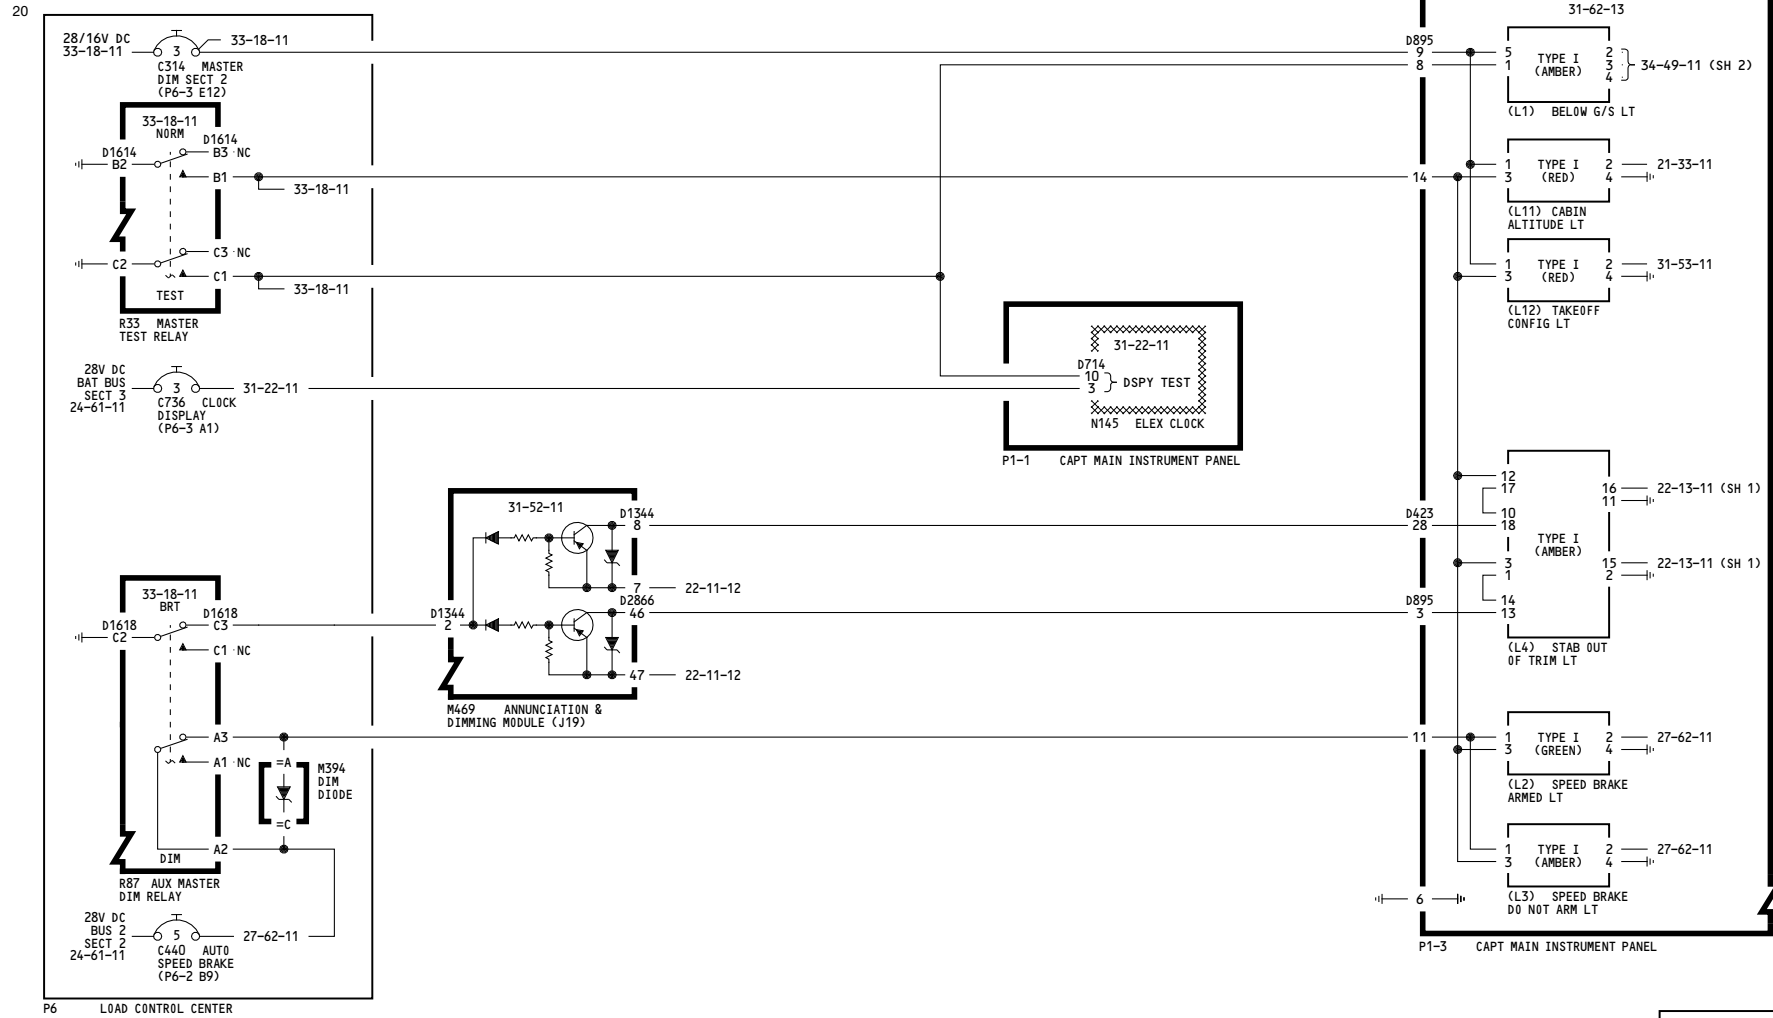 20
31-62-13
28/16V DC
33-18-11
3
33-18-11
C314 MASTER
DIM SECT 2
(P6-3 E12)
33-18-11
NORM
D1614
B2
D1614
B3 NC
B1
33-18-11
C2
C3 NC
C1
33-18-11
TEST
R33 MASTER
TEST RELAY
28V DC
BAT BUS
SECT 3
24-61-11
3
31-22-11
C736 CLOCK
DISPLAY
(P6-3 A1)
33-18-11
BRT
D1618
C2
D1618
C3
C1 NC
A3
A1 NC
A2
DIM
=A
=C
M394
DIM
DIODE
R87 AUX MASTER
DIM RELAY
28V DC
BUS 2
SECT 2
24-61-11
5
27-62-11
C440 AUTO
SPEED BRAKE
(P6-2 B9)
P6 LOAD CONTROL CENTER
31-52-11
D1344
8
7
22-11-12
D1344
2
D2866
46
47
22-11-12
M469 ANNUNCIATION &
DIMMING MODULE (J19)
31-22-11
D714
10
3
DSPY TEST
N145 ELEX CLOCK
P1-1 CAPT MAIN INSTRUMENT PANEL
D895
9
8
14
D423
28
D895
3
11
6
5
1
TYPE I
(AMBER)
2
3
4
34-49-11 (SH 2)
(L1) BELOW G/S LT
1
3
TYPE I
(RED)
2
4
21-33-11
(L11) CABIN
ALTITUDE LT
1
3
TYPE I
(RED)
2
4
31-53-11
(L12) TAKEOFF
CONFIG LT
12
17
10
18
3
1
14
13
TYPE I
(AMBER)
16
11
22-13-11 (SH 1)
15
2
22-13-11 (SH 1)
(L4) STAB OUT
OF TRIM LT
1
3
TYPE I
(GREEN)
2
4
27-62-11
(L2) SPEED BRAKE
ARMED LT
1
3
TYPE I
(AMBER)
2
4
27-62-11
(L3) SPEED BRAKE
DO NOT ARM LT
P1-3 CAPT MAIN INSTRUMENT PANEL